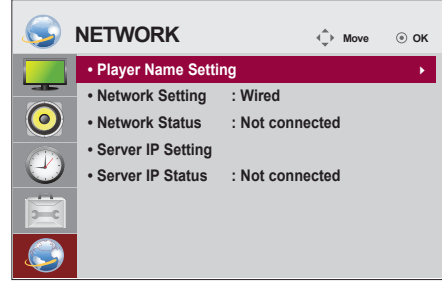 NETWORK Move OK
• Player Name Setting
• Network Setting : Wired
• Network Status : Not connected
• Server IP Setting
• Server IP Status : Not connected